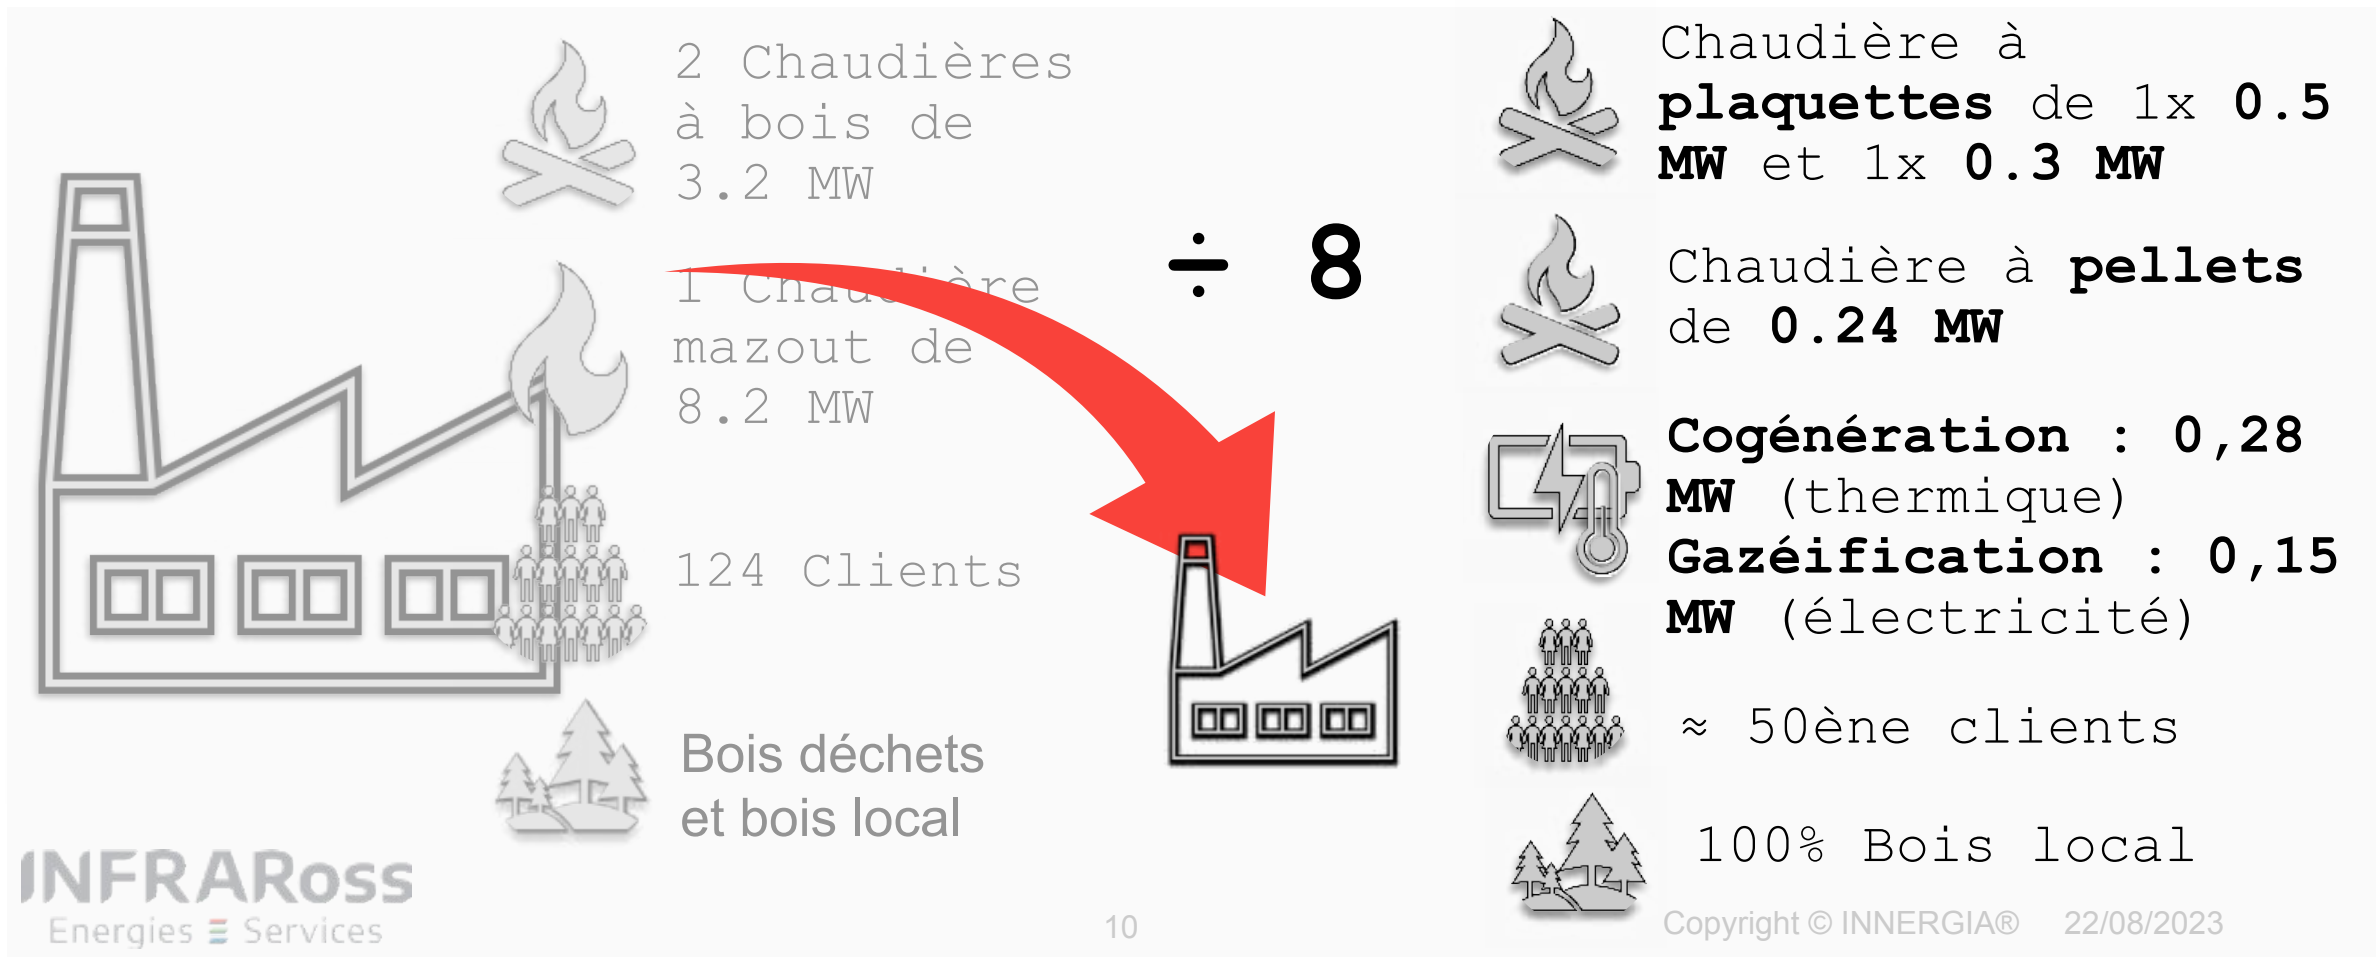 2 Chaudières
à bois de
3.2 MW
1 Chaudière
mazout de
8.2 MW
124 Clients
Bois déchets
et bois local
INFRARoss
Energies Services
÷ 8
Chaudière à
plaquettes de 1x 0.5
MW et 1x 0.3 MW
Chaudière à pellets
de 0.24 MW
Cogénération : 0,28
MW (thermique)
Gazéification : 0,15
MW (électricité)
≈ 50ène clients
100% Bois local
10
Copyright © INNERGIA® 22/08/2023